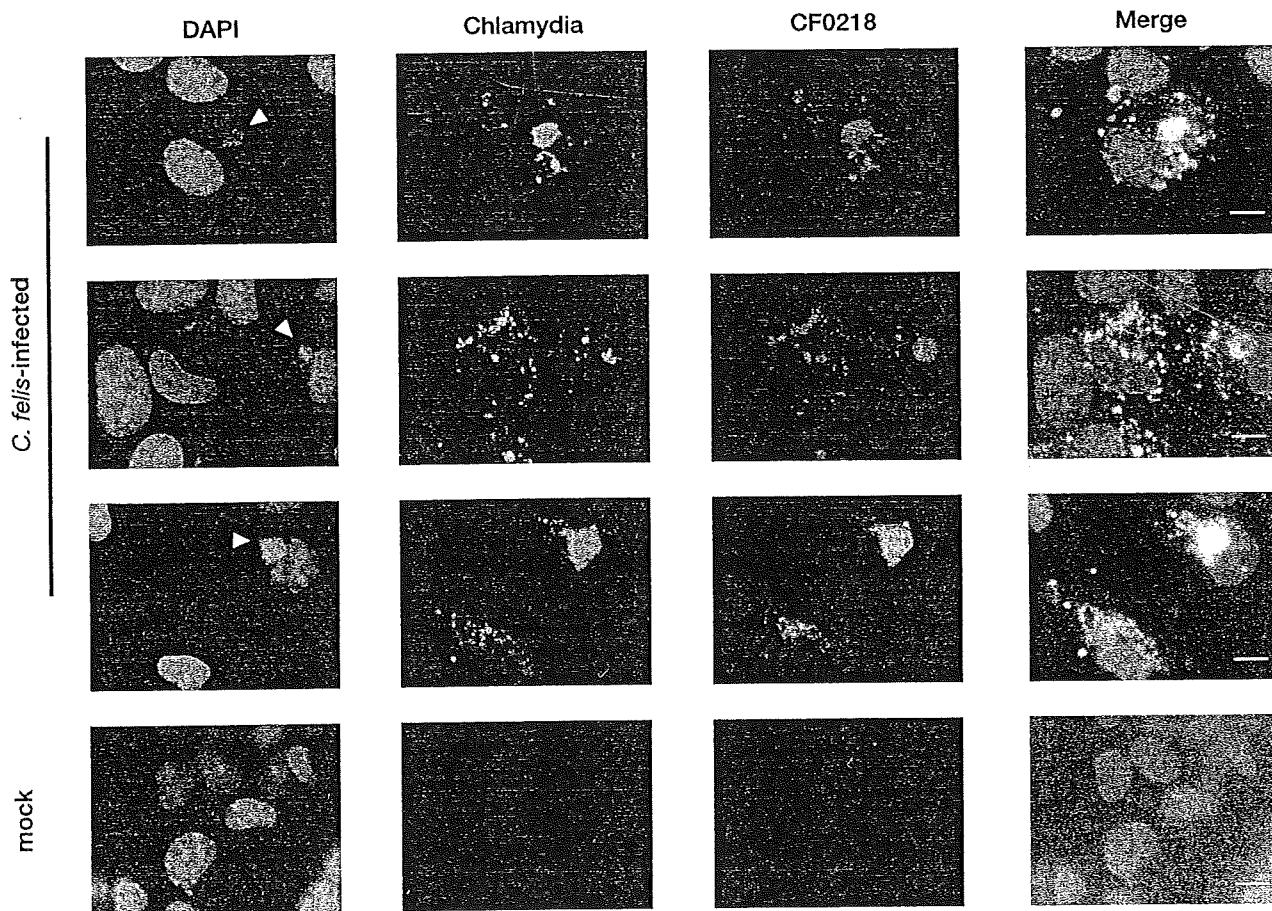 DAPI
Chlamydia
CF0218
Merge
C. felis-infected
mock